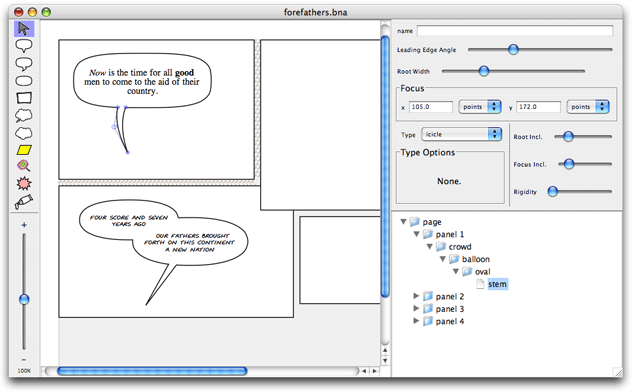 forefathers.bna
name
Leading Edge Angle
Root Width
Focus
x 105.0 points y 172.0 points
Type icicle
Type Options
None.
Root Incl.
Focus Incl.
Rigidity
Now is the time for all good
men to come to the aid of their
country.
FOUR SCORE AND SEVEN
YEARS AGO
OUR FATHERS BROUGHT
FORTH ON THIS CONTINENT
A NEW NATION
page
panel 1
crowd
balloon
oval
stem
panel 2
panel 3
panel 4
+
-
100%